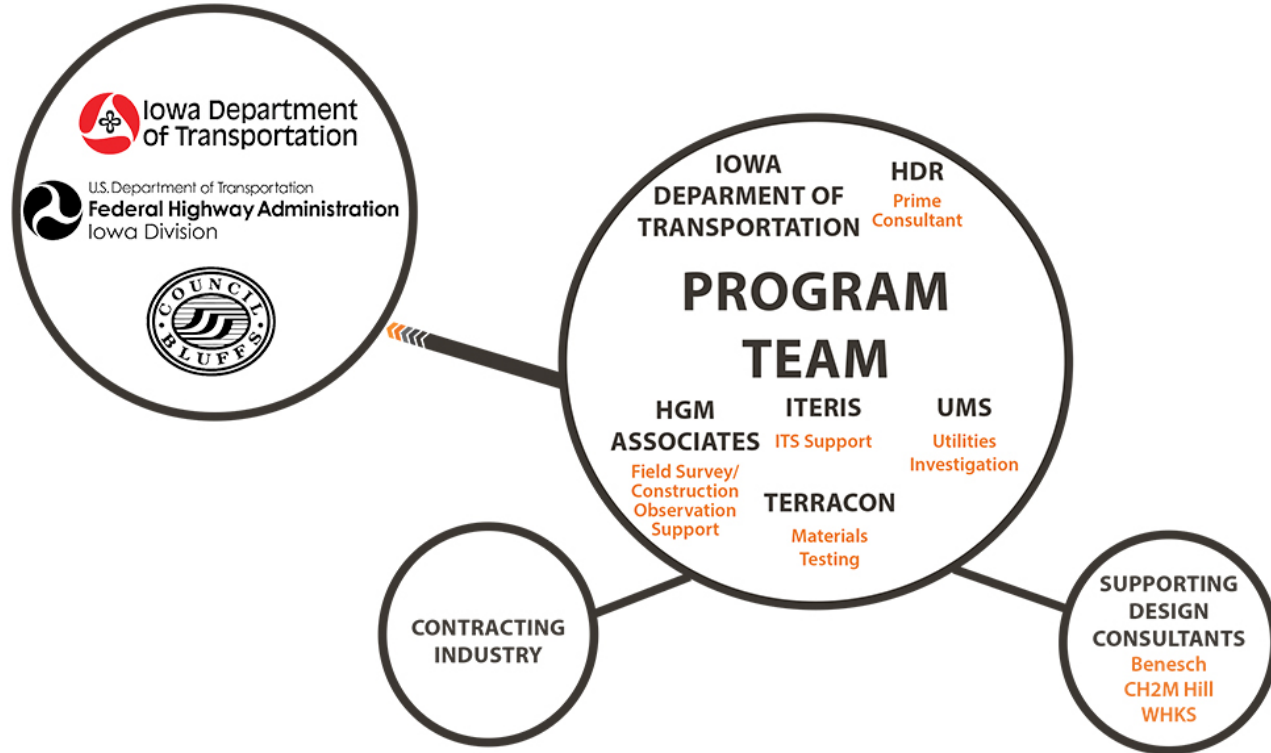 Iowa Department
of Transportation
U.S. Department of Transportation
Federal Highway Administration
Iowa Division
COUNCIL
BLUFFS
IOWA
DEPARMENT OF
TRANSPORTATION
HDR
Prime
Consultant
PROGRAM
TEAM
HGM
ASSOCIATES
Field Survey/
Construction
Observation
Support
ITERIS
ITS Support
UMS
Utilities
Investigation
TERRACON
Materials
Testing
CONTRACTING
INDUSTRY
SUPPORTING
DESIGN
CONSULTANTS
Benesch
CH2M Hill
WHKS